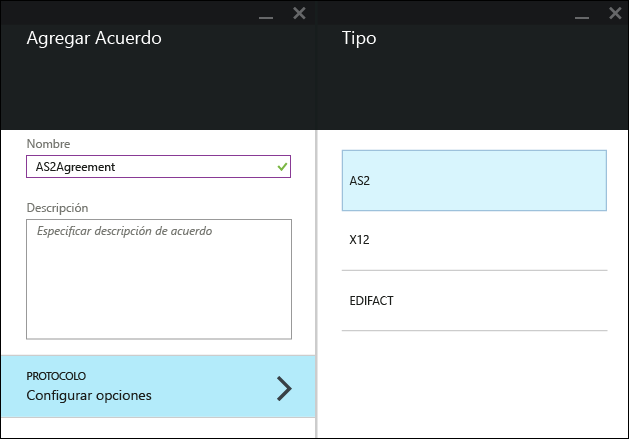 Agregar Acuerdo
Nombre
AS2Agreement
Descripción
Especificar descripción de acuerdo
PROTOCOLO
Configurar opciones
Tipo
AS2
X12
EDIFACT